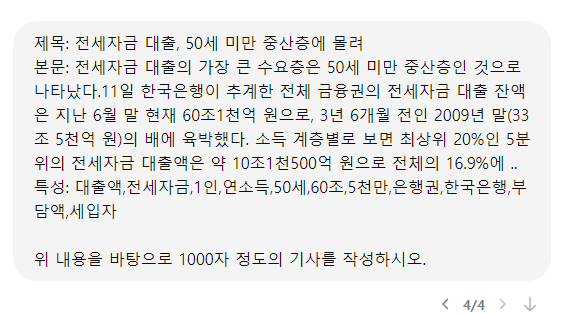 제목: 전세자금 대출, 50세 미만 중산층에 몰려
본문: 전세자금 대출의 가장 큰 수요층은 50세 미만 중산층인 것으로
나타났다.11일 한국은행이 추계한 전체 금융권의 전세자금 대출 잔액
은 지난 6월 말 현재 60조1천억 원으로, 3년 6개월 전인 2009년 말(33
조 5천억 원)의 배에 육박했다. 소득 계층별로 보면 최상위 20%인 5분
위의 전세자금 대출액은 약 10조1천500억 원으로 전체의 16.9%에 ..
특성: 대출액,전세자금,1인,연소득,50세,60조,5천만,은행권,한국은행,부
담액,세입자

위 내용을 바탕으로 1000자 정도의 기사를 작성하시오.
4/4